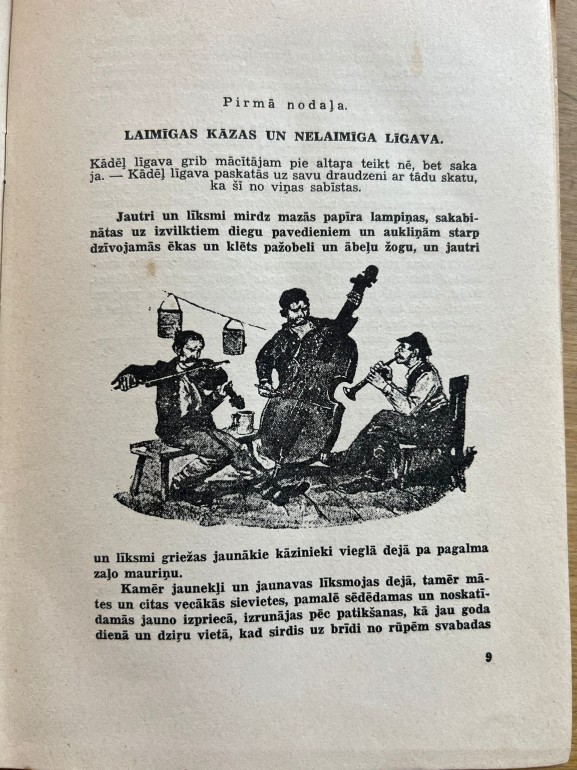 Pirmā nodaļa.
LAIMĪGAS KĀZAS UN NELAIMĪGA LĪGAVA.
Kādēļ līgava grib mācītājam pie altaŗa teikt nē, bet saka
ja. — Kādēļ līgava paskatās uz savu draudzeni ar tādu skatu,
ka šī no viņas sabīstas.
Jautri un līksmi mirdz mazās papīra lampiņas, sakabi-
nātas uz izvilktiem diegu pavedieniem un aukliņām starp
dzīvojamās ēkas un klēts pažobeli un ābeļu žogu, un jautri
un līksmi griežas jaunākie kāzinieki vieglā dejā pa pagalma
zaļo mauriņu.
Kamēr jaunekļi un jaunavas līksmojas dejā, tamēr mā-
tes un citas vecākās sievietes, pamalē sēdēdamas un noskatī-
damās jauno izpriecā, izrunājas pēc patikšanas, kā jau goda
dienā un dziŗu vietā, kad sirdis uz brīdi no rūpēm svabadas
9